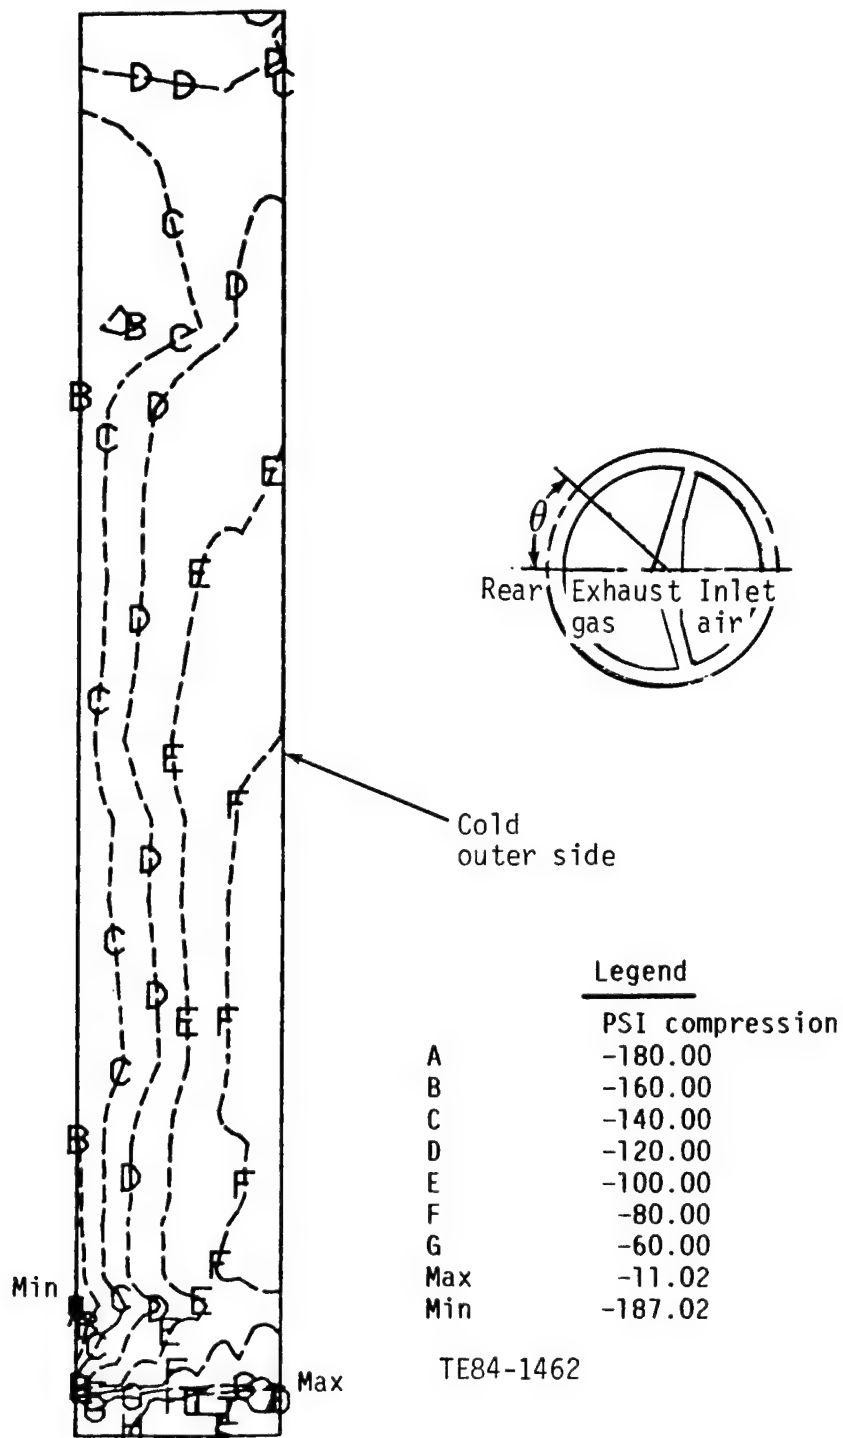 D D D
C
C
D
B
C
B
D
C
E
E
D
C
E
F
D
C
D
E F
C
B
D
F
F
Min
C D E
Max
θ
Rear Exhaust Inlet
gas air
Cold
outer side
Legend
PSI compression
A -180.00
B -160.00
C -140.00
D -120.00
E -100.00
F -80.00
G -60.00
Max -11.02
Min -187.02
TE84-1462